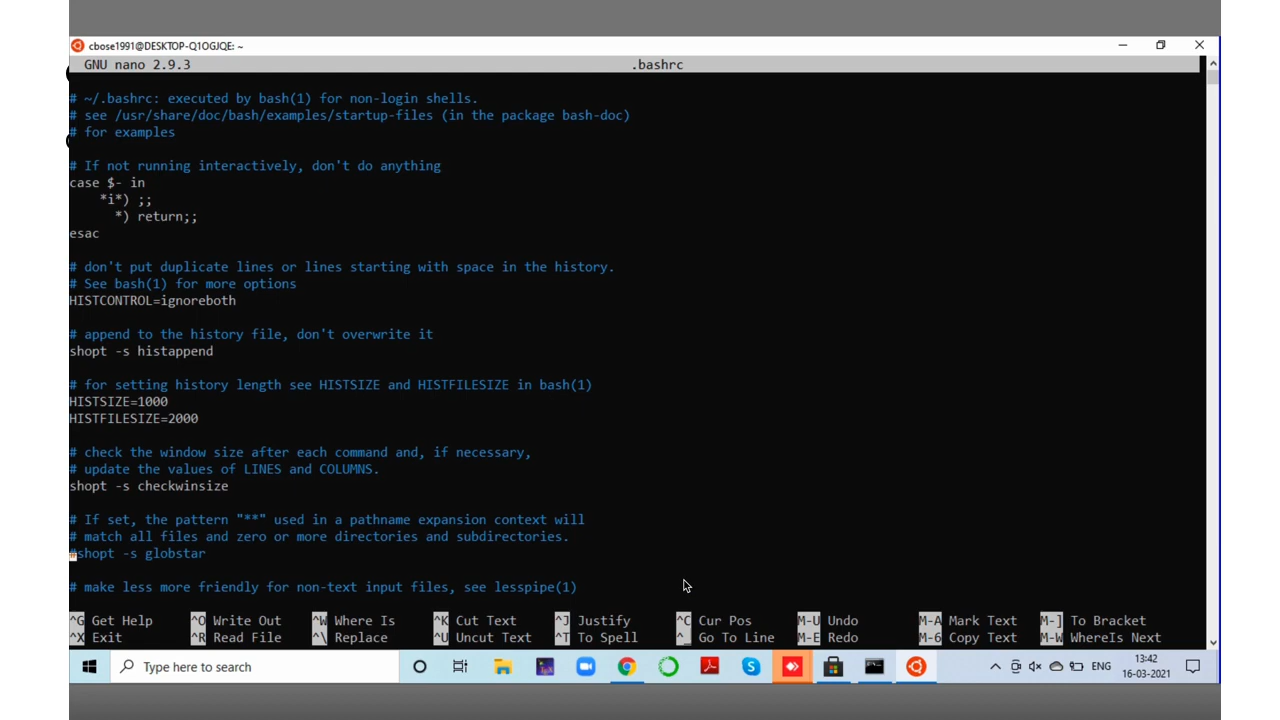 cbose1991@DESKTOP-Q1OGJQE: ~
GNU nano 2.9.3 .bashrc
# ~/.bashrc: executed by bash(1) for non-login shells.
# see /usr/share/doc/bash/examples/startup-files (in the package bash-doc)
# for examples
# If not running interactively, don't do anything
case $- in
    *i*) ;;
      *) return;;
esac
# don't put duplicate lines or lines starting with space in the history.
# See bash(1) for more options
HISTCONTROL=ignoreboth
# append to the history file, don't overwrite it
shopt -s histappend
# for setting history length see HISTSIZE and HISTFILESIZE in bash(1)
HISTSIZE=1000
HISTFILESIZE=2000
# check the window size after each command and, if necessary,
# update the values of LINES and COLUMNS.
shopt -s checkwinsize
# If set, the pattern "**" used in a pathname expansion context will
# match all files and zero or more directories and subdirectories.
#shopt -s globstar
# make less more friendly for non-text input files, see lesspipe(1)
^G Get Help ^O Write Out ^W Where Is ^K Cut Text ^J Justify ^C Cur Pos M-U Undo M-A Mark Text M-] To Bracket
^X Exit ^R Read File ^\ Replace ^U Uncut Text ^T To Spell ^_ Go To Line M-E Redo M-6 Copy Text M-W WhereIs Next
Type here to search ENG 13:42
16-03-2021